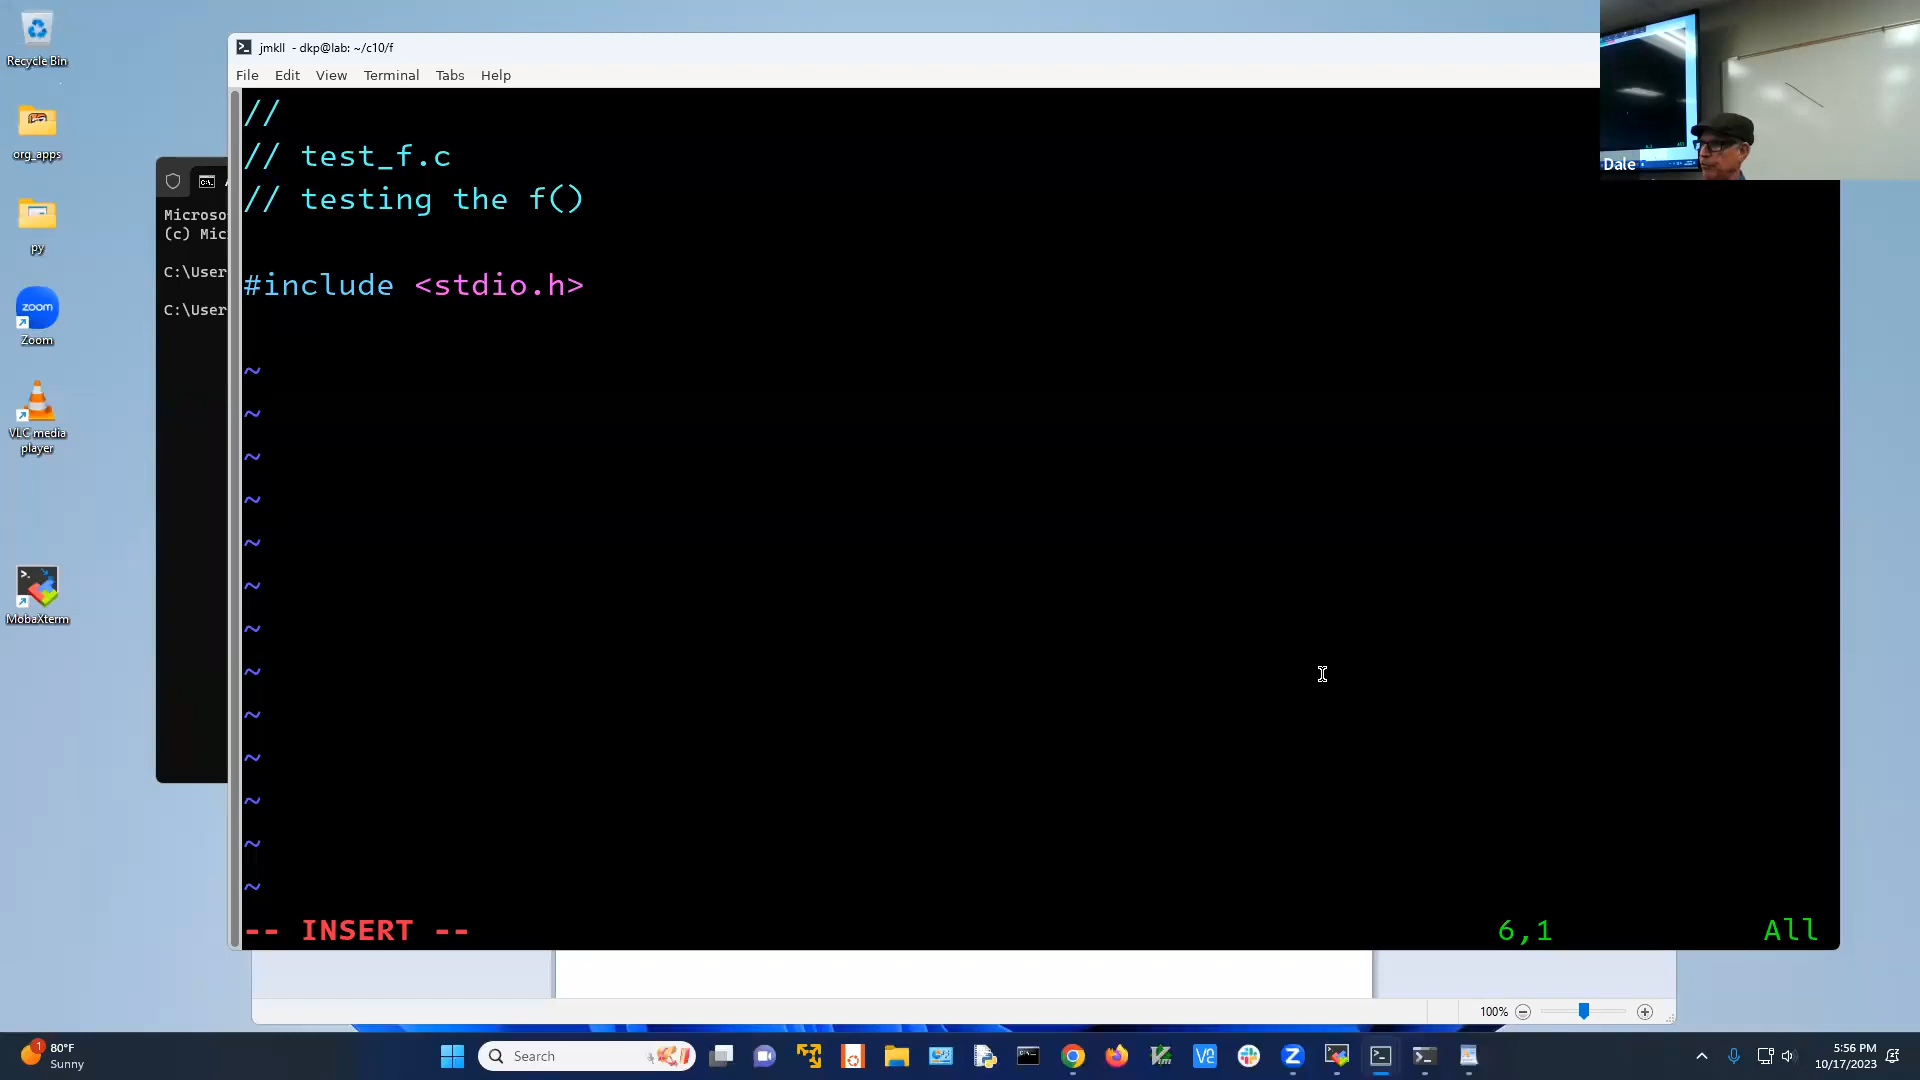 Recycle Bin
org_apps
py
zoom
Zoom
VLC media
player
MobaXterm
Microso
(c) Mic
C:\User
C:\User
jmkll - dkp@lab: ~/c10/f
File Edit View Terminal Tabs Help
//
// test_f.c
// testing the f()
#include <stdio.h>
~
~
~
~
~
~
~
~
~
~
~
~
~
-- INSERT -- 6,1 All
Dale
100%
1
80°F
Sunny
Search
5:56 PM
10/17/2023